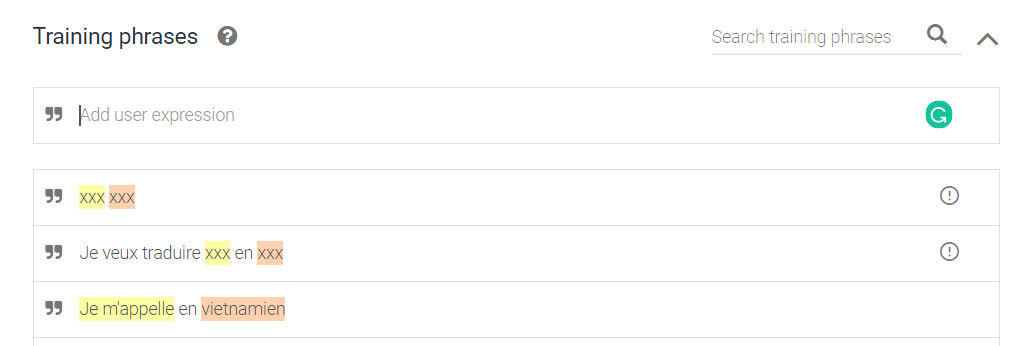 Training phrases
Search training phrases
Add user expression
xxx xxx
Je veux traduire xxx en xxx
Je m'appelle en vietnamien